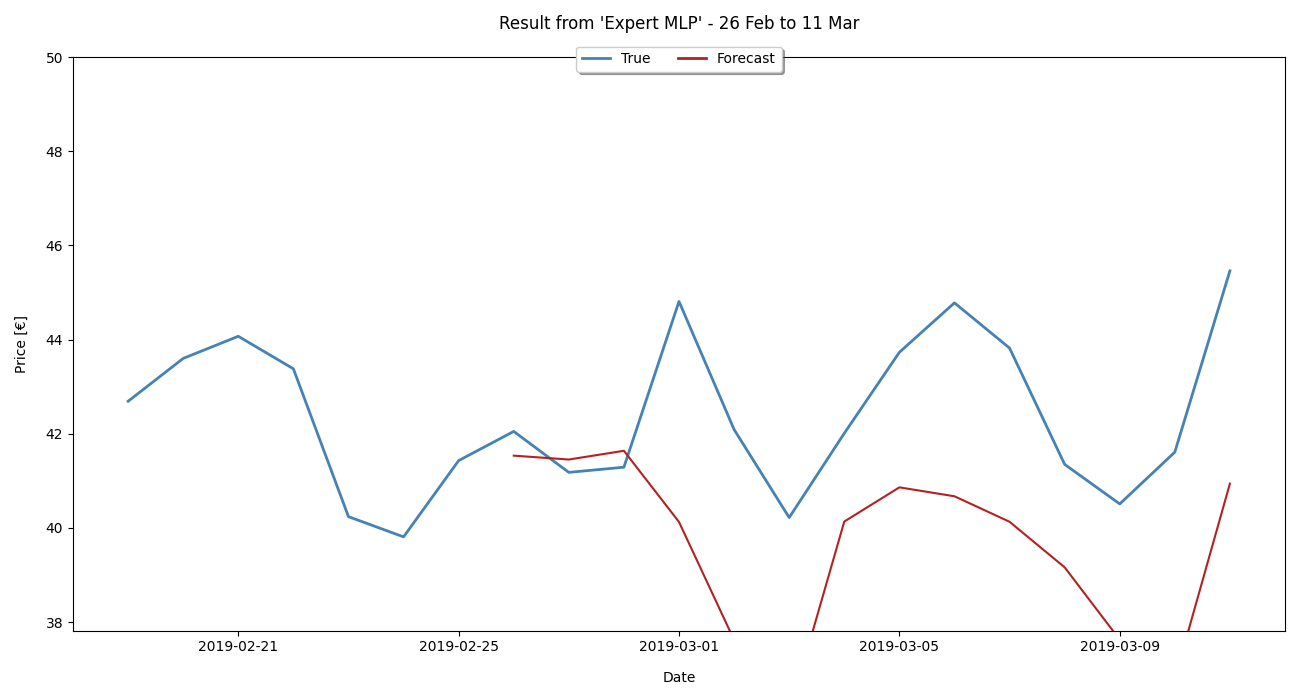 Result from 'Expert MLP' - 26 Feb to 11 Mar
True Forecast
50
48
46
44
42
40
38
Price [€]
2019-02-21 2019-02-25 2019-03-01 2019-03-05 2019-03-09
Date